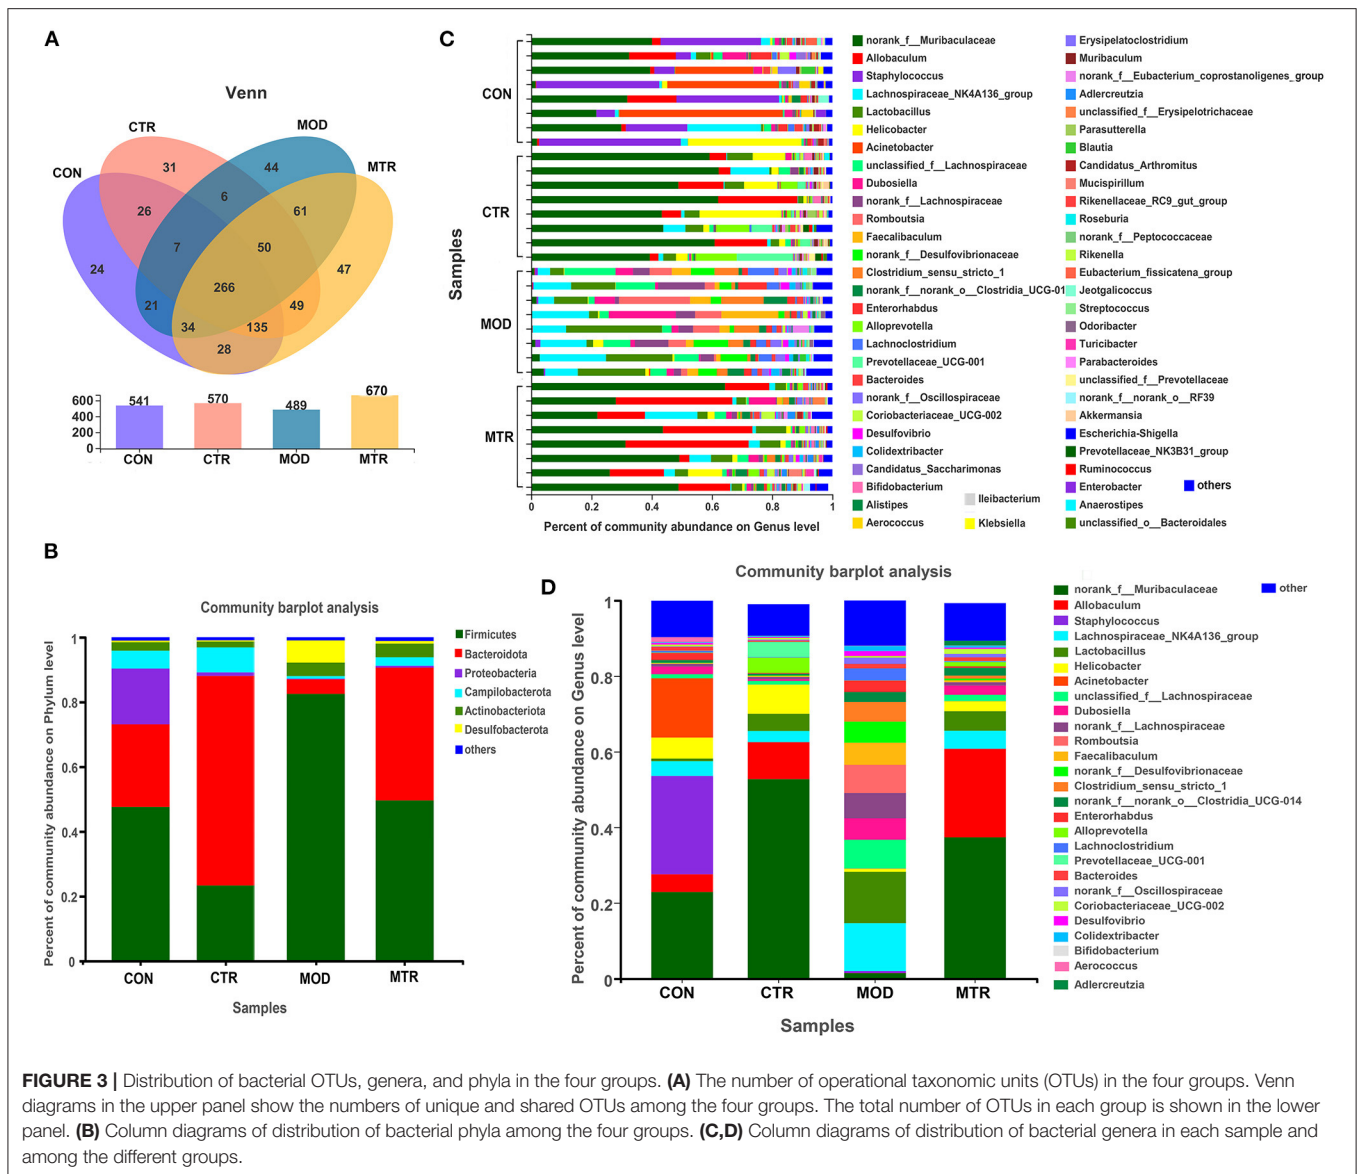 A
Venn
CTR
MOD
CON
MTR
31
44
6
26
61
7
50
24
47
266
21
49
34
135
28
600
400
200
0
541
570
489
670
CON
CTR
MOD
MTR
C
Samples
CON
CTR
MOD
MTR
0
0.2
0.4
0.6
0.8
1
Percent of community abundance on Genus level
norank_f__Muribaculaceae
Allobaculum
Staphylococcus
Lachnospiraceae_NK4A136_group
Lactobacillus
Helicobacter
Acinetobacter
unclassified_f__Lachnospiraceae
Dubosiella
norank_f__Lachnospiraceae
Romboutsia
Faecalibaculum
norank_f__Desulfovibrionaceae
Clostridium_sensu_stricto_1
norank_f__norank_o__Clostridia_UCG-01
Enterorhabdus
Alloprevotella
Lachnoclostridium
Prevotellaceae_UCG-001
Bacteroides
norank_f__Oscillospiraceae
Coriobacteriaceae_UCG-002
Desulfovibrio
Colidextribacter
Candidatus_Saccharimonas
Bifidobacterium
Alistipes
Aerococcus
Ileibacterium
Klebsiella
Erysipelatoclostridium
Muribaculum
norank_f__Eubacterium_coprostanoligenes_group
Adlercreutzia
unclassified_f__Erysipelotrichaceae
Parasutterella
Blautia
Candidatus_Arthromitus
Mucispirillum
Rikenellaceae_RC9_gut_group
Roseburia
norank_f__Peptococcaceae
Rikenella
Eubacterium_fissicatena_group
Jeotgalicoccus
Streptococcus
Odoribacter
Turicibacter
Parabacteroides
unclassified_f__Prevotellaceae
norank_f__norank_o__RF39
Akkermansia
Escherichia-Shigella
Prevotellaceae_NK3B31_group
Ruminococcus
Enterobacter
Anaerostipes
unclassified_o__Bacteroidales
others
B
Community barplot analysis
Percent of community abundance on Phylum level
1
0.8
0.6
0.4
0.2
0
CON
CTR
MOD
MTR
Samples
Firmicutes
Bacteroidota
Proteobacteria
Campilobacterota
Actinobacteriota
Desulfobacterota
others
D
Community barplot analysis
Percent of community abundance on Genus level
1
0.8
0.6
0.4
0.2
0
CON
CTR
MOD
MTR
Samples
norank_f__Muribaculaceae
Allobaculum
Staphylococcus
Lachnospiraceae_NK4A136_group
Lactobacillus
Helicobacter
Acinetobacter
unclassified_f__Lachnospiraceae
Dubosiella
norank_f__Lachnospiraceae
Romboutsia
Faecalibaculum
norank_f__Desulfovibrionaceae
Clostridium_sensu_stricto_1
norank_f__norank_o__Clostridia_UCG-014
Enterorhabdus
Alloprevotella
Lachnoclostridium
Prevotellaceae_UCG-001
Bacteroides
norank_f__Oscillospiraceae
Coriobacteriaceae_UCG-002
Desulfovibrio
Colidextribacter
Bifidobacterium
Aerococcus
Adlercreutzia
other
FIGURE 3 | Distribution of bacterial OTUs, genera, and phyla in the four groups. (A) The number of operational taxonomic units (OTUs) in the four groups. Venn
diagrams in the upper panel show the numbers of unique and shared OTUs among the four groups. The total number of OTUs in each group is shown in the lower
panel. (B) Column diagrams of distribution of bacterial phyla among the four groups. (C,D) Column diagrams of distribution of bacterial genera in each sample and
among the different groups.